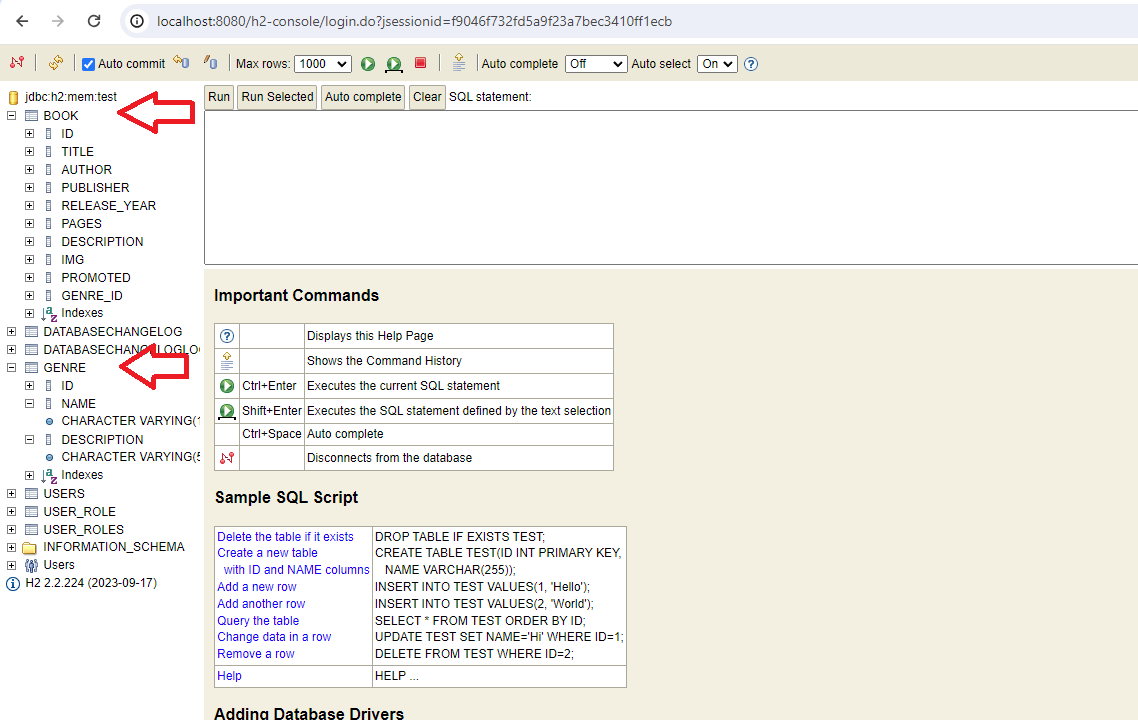 localhost:8080/h2-console/login.do?jsessionid=f9046f732fd5a9f23a7bec3410ff1ecb
Auto commit Max rows: 1000 Auto complete Off Auto select On
jdbc:h2:mem:test
BOOK
ID
TITLE
AUTHOR
PUBLISHER
RELEASE_YEAR
PAGES
DESCRIPTION
IMG
PROMOTED
GENRE_ID
Indexes
DATABASECHANGELOG
DATABASECHANGELOGLO
GENRE
ID
NAME
CHARACTER VARYING(1
DESCRIPTION
CHARACTER VARYING(5
Indexes
USERS
USER_ROLE
USER_ROLES
INFORMATION_SCHEMA
Users
H2 2.2.224 (2023-09-17)
Run Run Selected Auto complete Clear SQL statement:
Important Commands
Displays this Help Page
Shows the Command History
Ctrl+Enter Executes the current SQL statement
Shift+Enter Executes the SQL statement defined by the text selection
Ctrl+Space Auto complete
Disconnects from the database
Sample SQL Script
Delete the table if it exists DROP TABLE IF EXISTS TEST;
Create a new table CREATE TABLE TEST(ID INT PRIMARY KEY,
with ID and NAME columns NAME VARCHAR(255));
Add a new row INSERT INTO TEST VALUES(1, 'Hello');
Add another row INSERT INTO TEST VALUES(2, 'World');
Query the table SELECT * FROM TEST ORDER BY ID;
Change data in a row UPDATE TEST SET NAME='Hi' WHERE ID=1;
Remove a row DELETE FROM TEST WHERE ID=2;
Help HELP ...
Adding Database Drivers